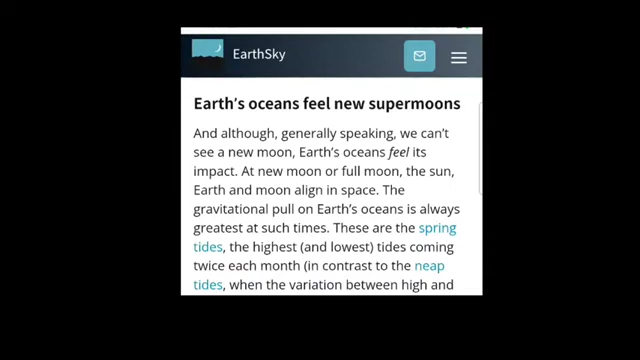 EarthSky
Earth's oceans feel new supermoons
And although, generally speaking, we can't
see a new moon, Earth's oceans feel its
impact. At new moon or full moon, the sun,
Earth and moon align in space. The
gravitational pull on Earth's oceans is always
greatest at such times. These are the spring
tides, the highest (and lowest) tides coming
twice each month (in contrast to the neap
tides, when the variation between high and